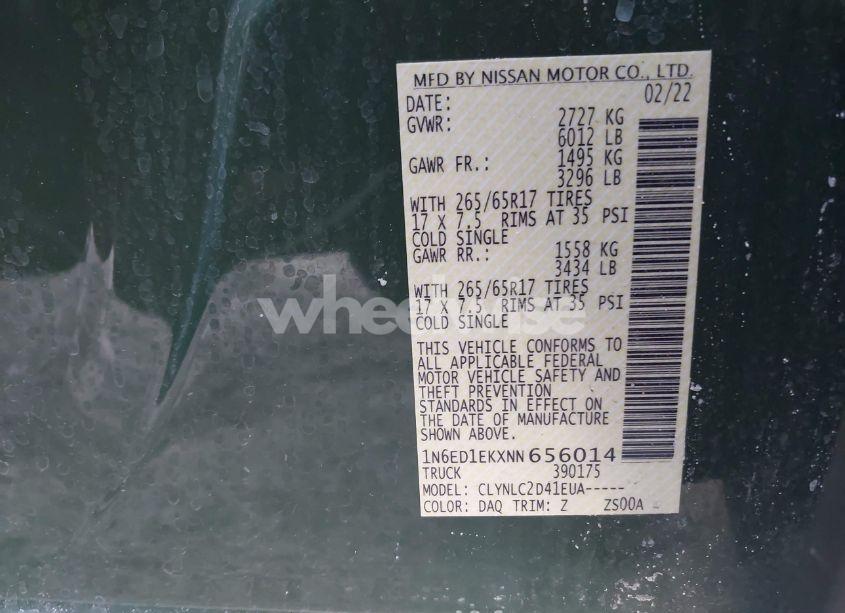 MFD BY NISSAN MOTOR CO., LTD.
DATE: 02/22
GVWR: 2727 KG
6012 LB
GAWR FR.: 1495 KG
3296 LB
WITH 265/65R17 TIRES
17 X 7.5 RIMS AT 35 PSI
COLD SINGLE
GAWR RR.: 1558 KG
3434 LB
WITH 265/65R17 TIRES
17 X 7.5 RIMS AT 35 PSI
COLD SINGLE
THIS VEHICLE CONFORMS TO
ALL APPLICABLE FEDERAL
MOTOR VEHICLE SAFETY AND
THEFT PREVENTION
STANDARDS IN EFFECT ON
THE DATE OF MANUFACTURE
SHOWN ABOVE.
1N6ED1EKXNN656014
TRUCK 390175
MODEL: CLYNLC2D41EUA-----
COLOR: DAQ TRIM: Z ZS00A